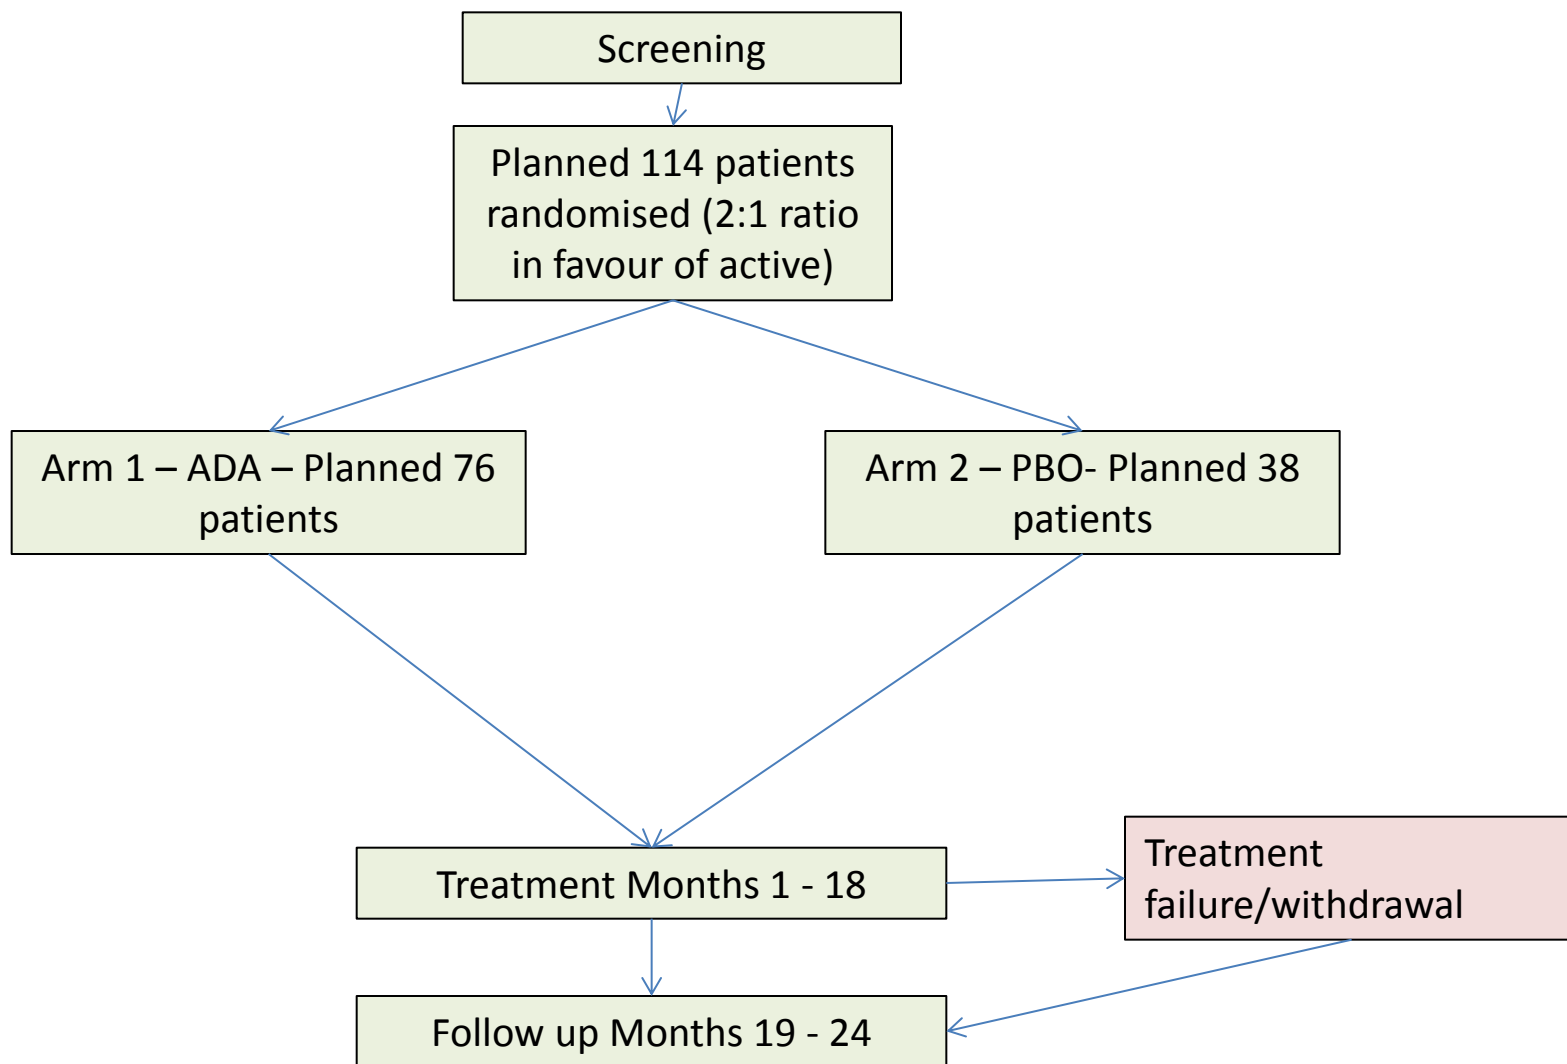 Screening
Planned 114 patients
randomised (2:1 ratio
in favour of active)
Arm 1 – ADA – Planned 76
patients
Arm 2 – PBO- Planned 38
patients
Treatment Months 1 - 18
Treatment
failure/withdrawal
Follow up Months 19 - 24